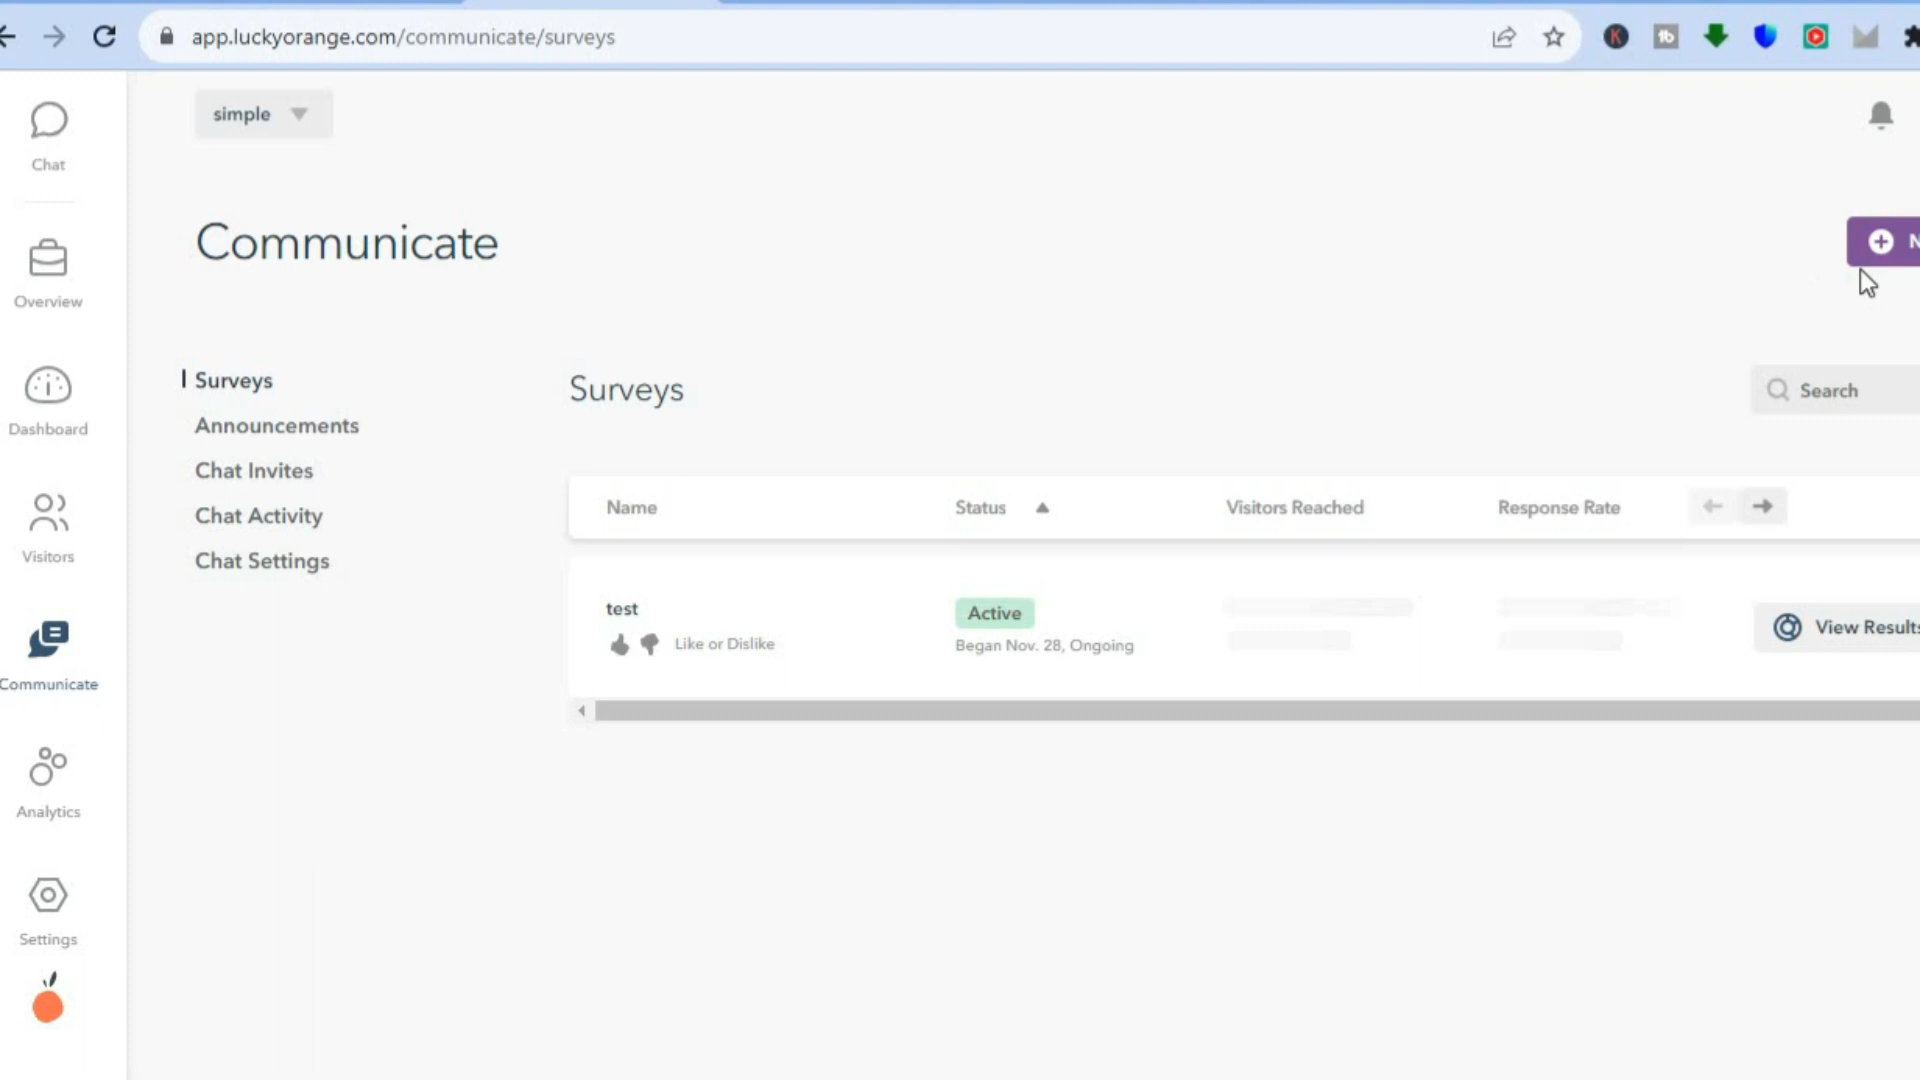 app.luckyorange.com/communicate/surveys
simple
Chat
Communicate
N
Overview
Surveys
Announcements
Chat Invites
Chat Activity
Chat Settings
Surveys
Search
Dashboard
Name Status Visitors Reached Response Rate
Visitors
test Active
Like or Dislike Began Nov. 28, Ongoing
View Results
Communicate
Analytics
Settings